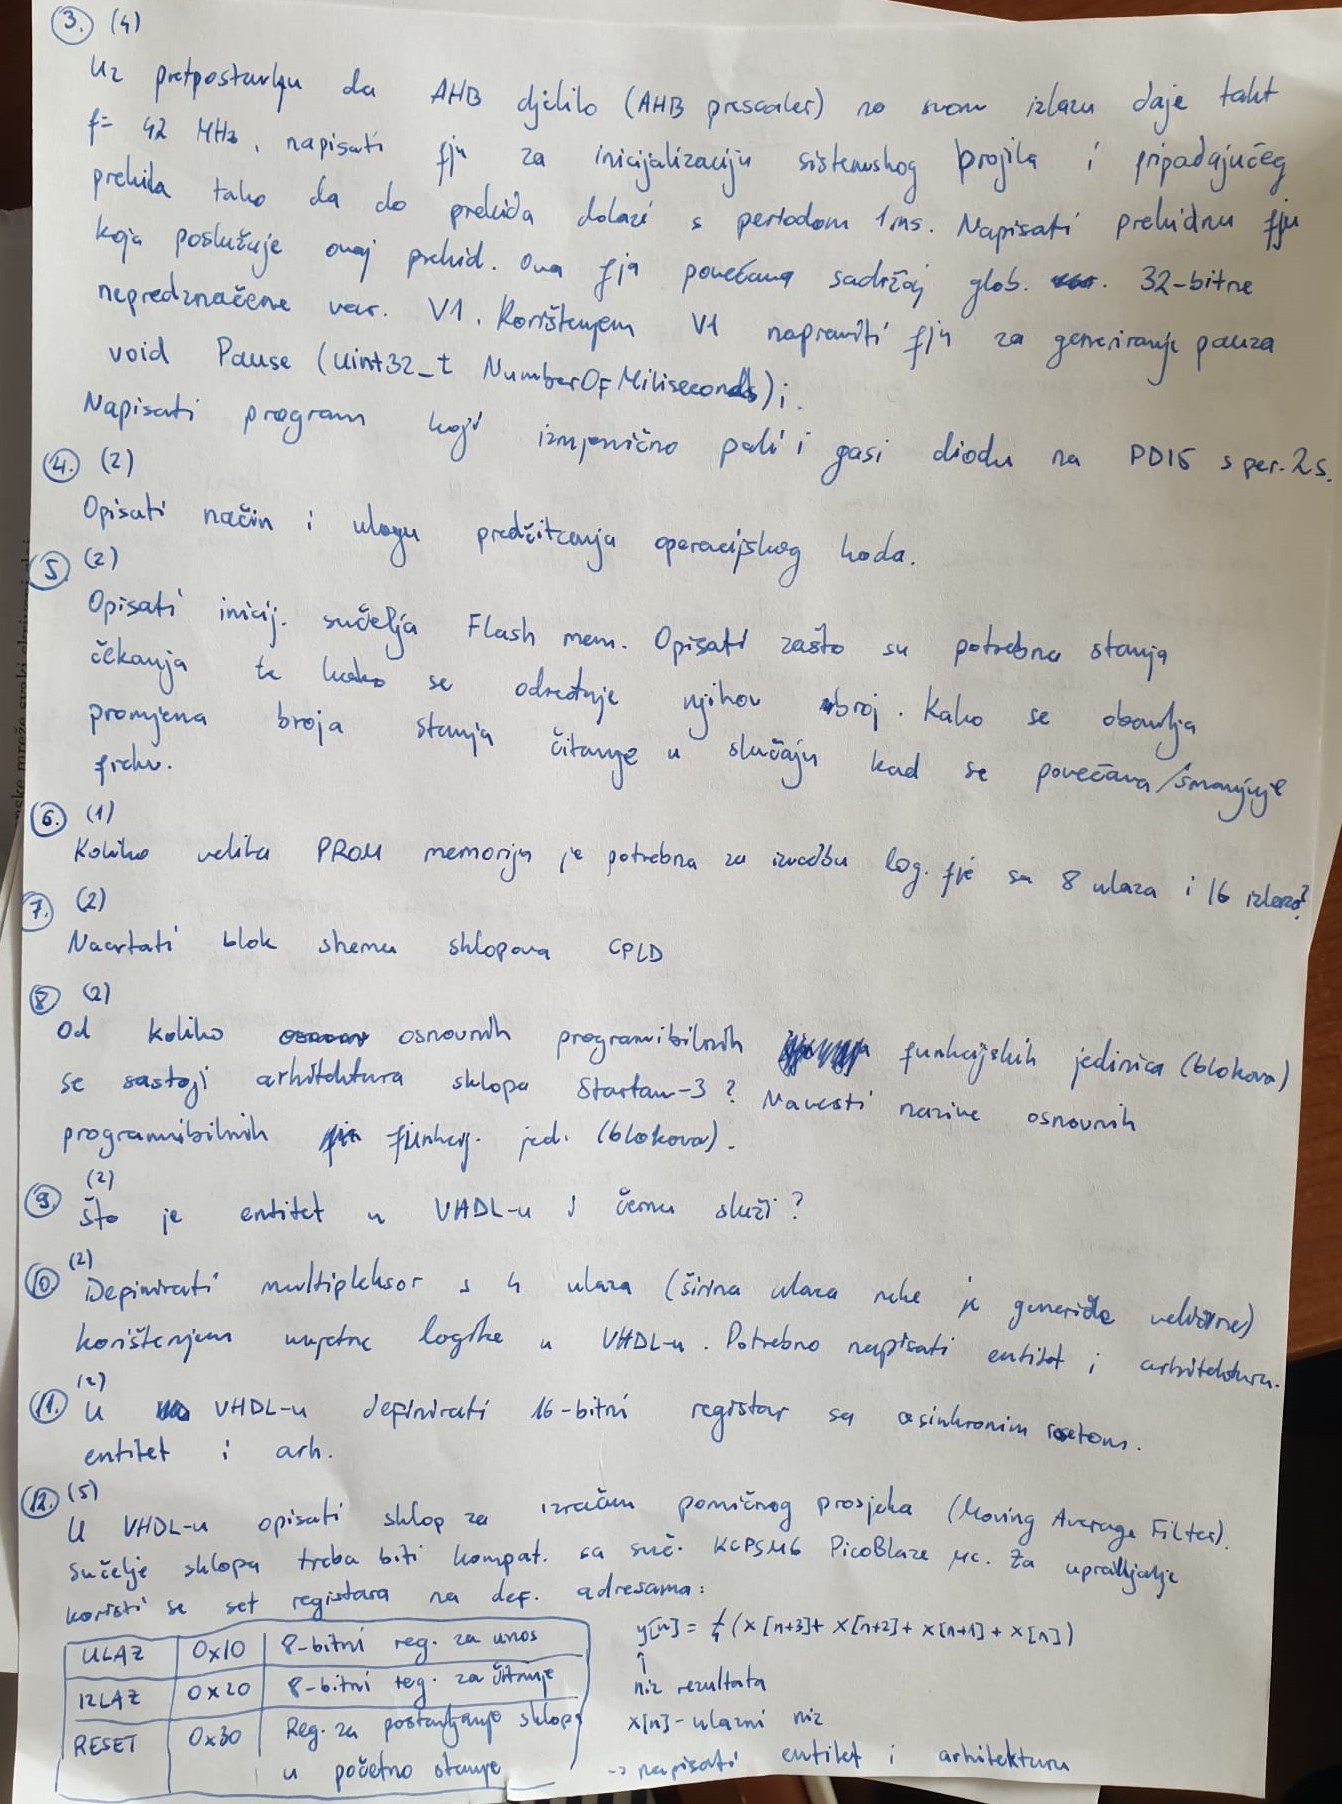 3. (4)
Uz pretpostavku da AHB djelilo (AHB prescaler) na svom izlazu daje takt
f= 42 MHz, napisati fju za inicijalizaciju sistemskog brojila i pripadajućeg
prekida tako da do prekida dolazi s periodom 1ms. Napisati prekidnu fju
koja poslužuje ovaj prekid. Ova fja povećava sadržaj glob. 32-bitne
nepredznačene var. V1. Korištenjem V1 napraviti fju za generiranje pauza
void Pause (uint32_t NumberOfMiliseconds);.
Napisati program koji izmjenično pali i gasi diodu na PD15 s per. 2s.
4. (2)
Opisati način i ulogu predčitanja operacijskog koda.
5. (2)
Opisati inicij. sučelja Flash mem. Opisati zašto su potrebna stanja
čekanja te kako se određuje njihov broj. Kako se obavlja
promjena broja stanja čitanje u slučaju kad se povećava/smanjuje
frekv.
6. (1)
Koliko velika PROM memorija je potrebna za izvedbu log. fje sa 8 ulaza i 16 izlaza?
7. (2)
Nacrtati blok shemu sklopova CPLD
8. (2)
Od koliko osnovnih programibilnih funkcijskih jedinica (blokova)
se sastoji arhitektura sklopa Startan-3? Navesti nazive osnovnih
programibilnih funkcij. jed. (blokova).
9. (2)
Što je entitet u VHDL-u i čemu služi?
10. (2)
Definirati multipleksor s 4 ulaza (širina ulaza neka je generičke veličine)
korištenjem uvjetne logike u VHDL-u. Potrebno napisati entitet i arhitekturu.
11. (2)
U VHDL-u definirati 16-bitni registar sa asinkronim resetom.
entitet i arh.
12. (5)
U VHDL-u opisati sklop za izračun pomičnog prosjeka (Moving Average Filter).
Sučelje sklopa treba biti kompat. sa suč. KCPSM6 PicoBlaze μc. Za upravljanje
koristi se set registara na def. adresama:
ULAZ 0x10 8-bitni reg. za unos
IZLAZ 0x20 8-bitni reg. za čitanje
RESET 0x30 Reg. za postavljanje sklopa
u početno stanje
y[n] = 1/4 (x[n+3]+ x[n+2]+ x[n+1]+ x[n])
↑
niz rezultata
x[n]-ulazni niz
→ napisati entitet i arhitekturu